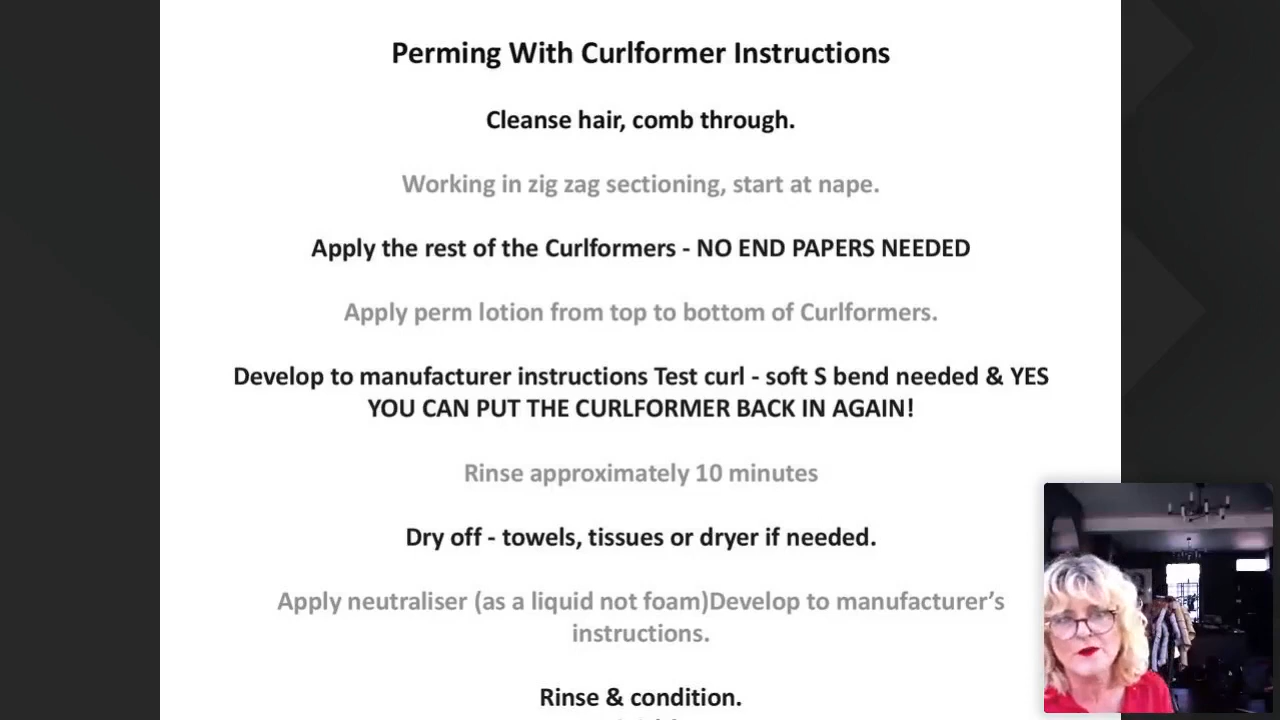 Perming With Curlformer Instructions
Cleanse hair, comb through.
Working in zig zag sectioning, start at nape.
Apply the rest of the Curlformers - NO END PAPERS NEEDED
Apply perm lotion from top to bottom of Curlformers.
Develop to manufacturer instructions Test curl - soft S bend needed & YES
YOU CAN PUT THE CURLFORMER BACK IN AGAIN!
Rinse approximately 10 minutes
Dry off - towels, tissues or dryer if needed.
Apply neutraliser (as a liquid not foam)Develop to manufacturer’s
instructions.
Rinse & condition.